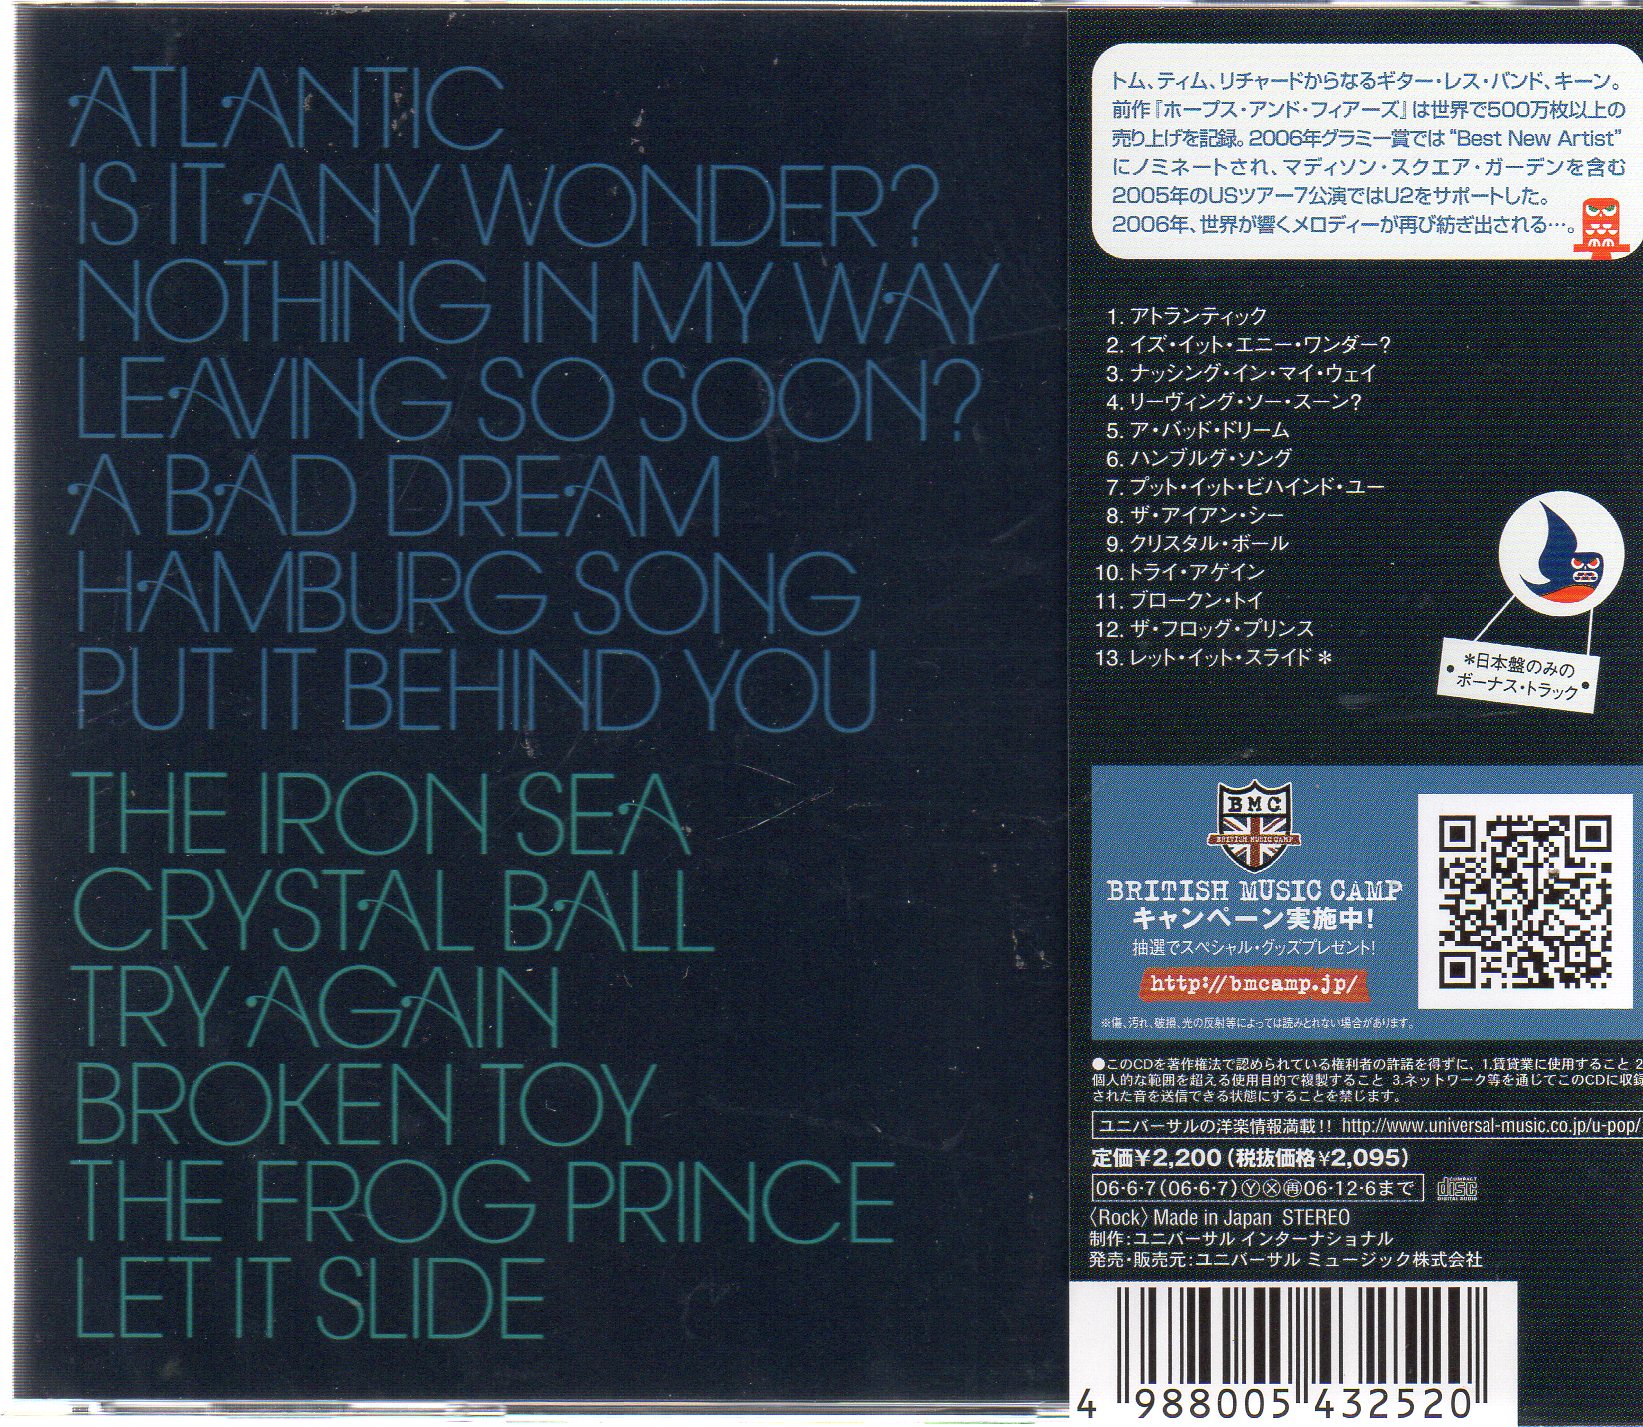 ATLANTIC
IS IT ANY WONDER?
NOTHING IN MY WAY
LEAVING SO SOON?
A BAD DREAM
HAMBURG SONG
PUT IT BEHIND YOU
THE IRON SEA
CRYSTAL BALL
TRY AGAIN
BROKEN TOY
THE FROG PRINCE
LET IT SLIDE
トム、ティム、リチャードからなるギター・レス・バンド、キーン。
前作『ホープス・アンド・フィアーズ』は世界で500万枚以上の
売り上げを記録。2006年グラミー賞では“Best New Artist”
にノミネートされ、マディソン・スクエア・ガーデンを含む
2005年のUSツアー7公演ではU2をサポートした。
2006年、世界が響くメロディーが再び紡ぎ出される…。
1. アトランティック
2. イズ・イット・エニー・ワンダー?
3. ナッシング・イン・マイ・ウェイ
4. リーヴィング・ソー・スーン?
5. ア・バッド・ドリーム
6. ハンブルグ・ソング
7. プット・イット・ビハインド・ユー
8. ザ・アイアン・シー
9. クリスタル・ボール
10. トライ・アゲイン
11. ブロークン・トイ
12. ザ・フロッグ・プリンス
13. レット・イット・スライド＊
＊日本盤のみの
ボーナス・トラック
B M C
BRITISH MUSIC CAMP
BRITISH MUSIC CAMP
キャンペーン実施中!
抽選でスペシャル・グッズプレゼント!
http://bmcamp.jp/
※傷、汚れ、破損、光の反射等によっては読みとれない場合があります。
●このCDを著作権法で認められている権利者の許諾を得ずに、1.賃貸業に使用すること 2
個人的な範囲を超える使用目的で複製すること 3.ネットワーク等を通じてこのCDに収録
された音を送信できる状態にすることを禁じます。
ユニバーサルの洋楽情報満載!! http://www.universal-music.co.jp/u-pop/
定価¥2,200(税抜価格¥2,095)
06・6・7(06・6・7)Ⓨ⊗再06・12・6まで COMPACT disc DIGITAL AUDIO
〈Rock〉Made in Japan STEREO
制作:ユニバーサル インターナショナル
発売・販売元:ユニバーサル ミュージック株式会社
4 988005 432520